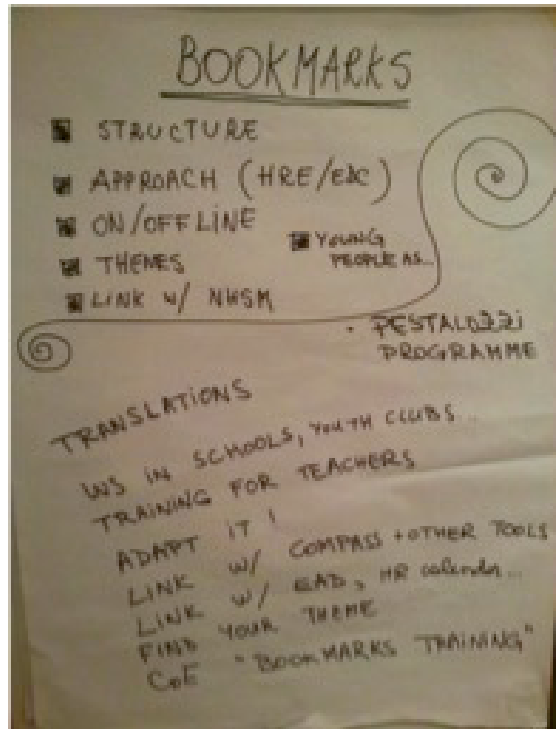 BOOKMARKS
STRUCTURE
APPROACH (HRE/EDC)
ON/OFFLINE
THEMES
LINK W/ NHSM
YOUNG
PEOPLE AS...
• PESTALOZZI
PROGRAMME
TRANSLATIONS
WS IN SCHOOLS, YOUTH CLUBS...
TRAINING FOR TEACHERS
ADAPT IT !
LINK W/ COMPASS + OTHER TOOLS
LINK W/ EAD, HR calendar...
FIND YOUR THEME
CoE "BOOKMARKS TRAINING"